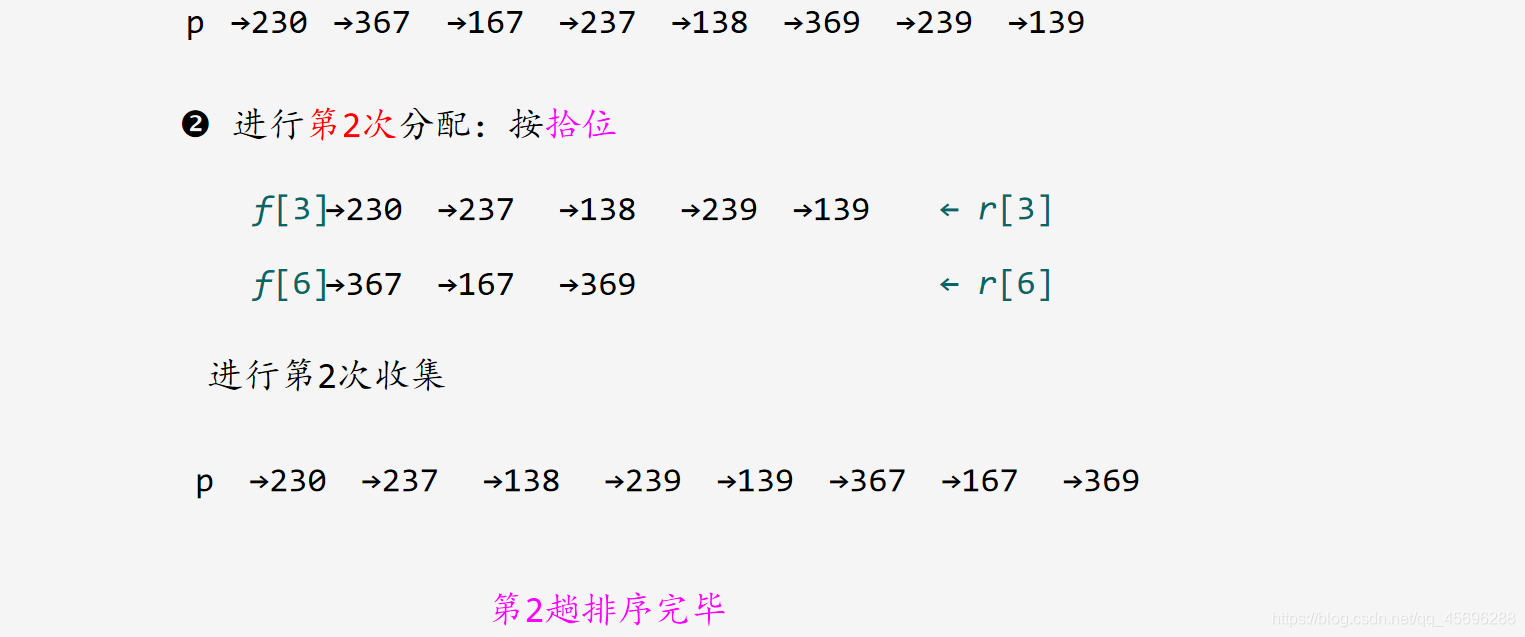 p →230 →367 →167 →237 →138 →369 →239 →139
❷ 进行第2次分配：按拾位
f[3]→230 →237 →138 →239 →139 ← r[3]
f[6]→367 →167 →369 ← r[6]
进行第2次收集
p →230 →237 →138 →239 →139 →367 →167 →369
第2趟排序完毕
https://blog.csdn.net/qq_45696288